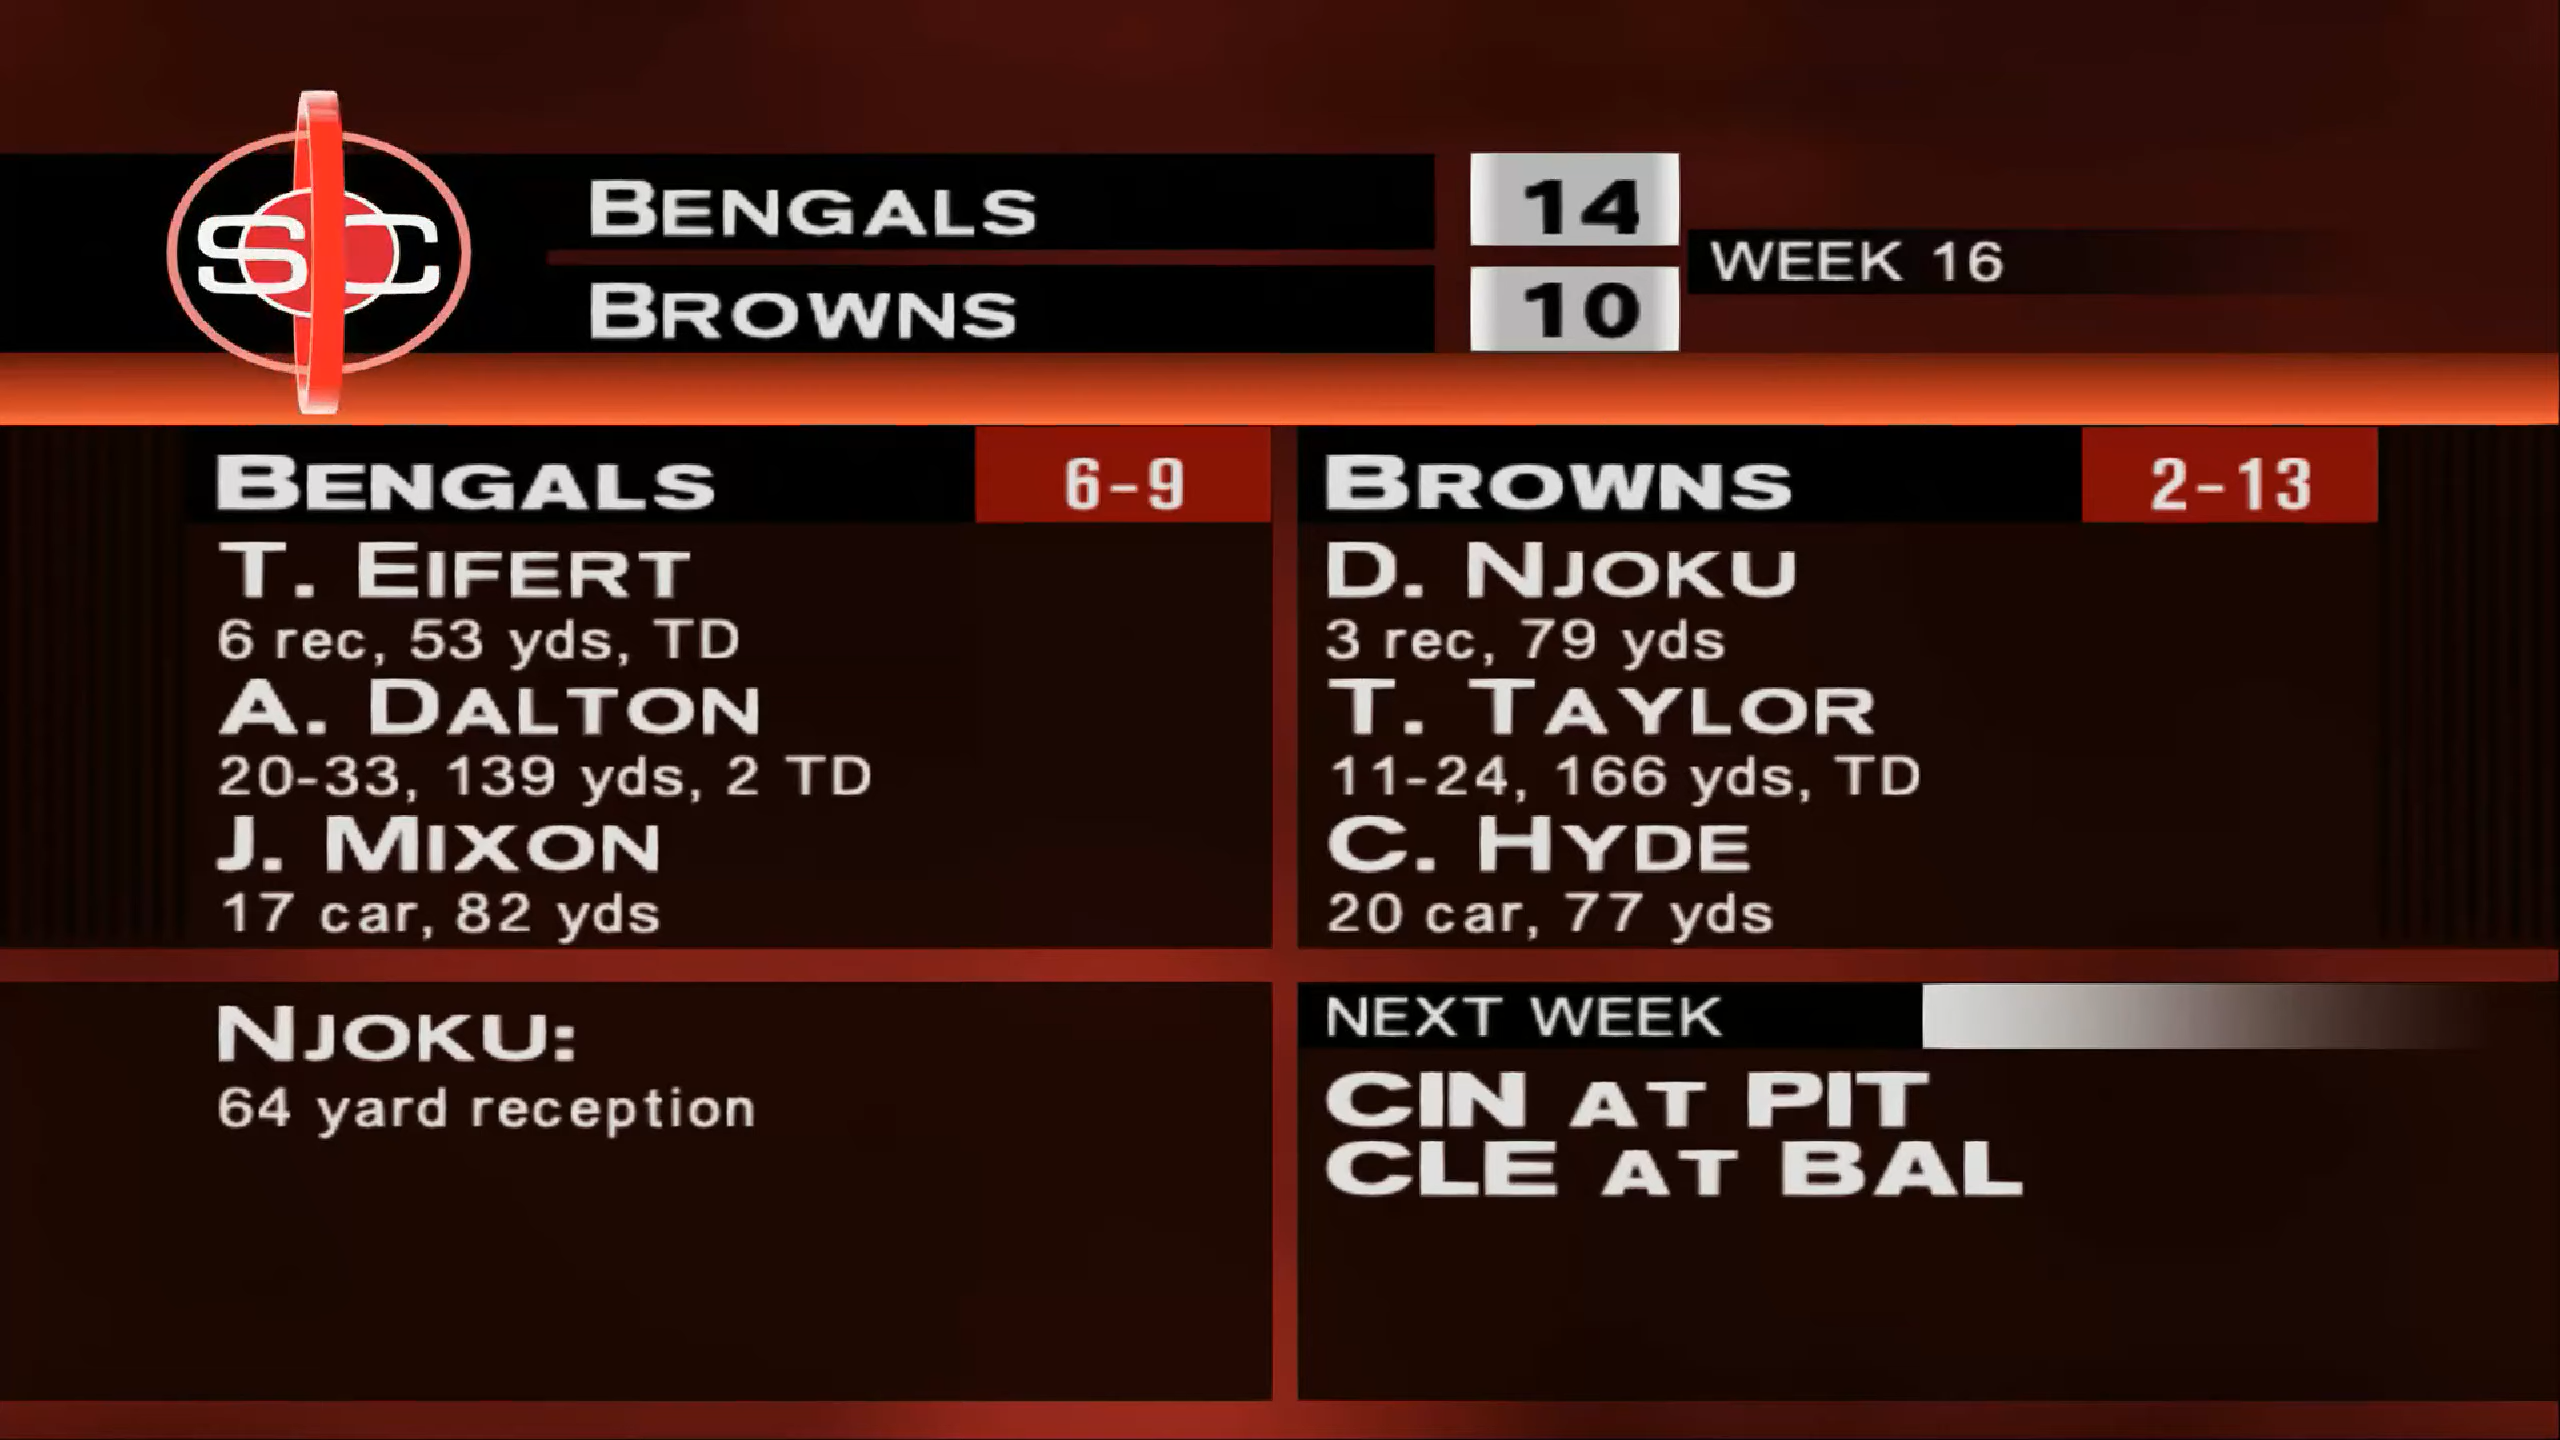 SC
BENGALS 14
WEEK 16
BROWNS 10
BENGALS 6-9
T. EIFERT
6 rec, 53 yds, TD
A. DALTON
20-33, 139 yds, 2 TD
J. MIXON
17 car, 82 yds
BROWNS 2-13
D. NJOKU
3 rec, 79 yds
T. TAYLOR
11-24, 166 yds, TD
C. HYDE
20 car, 77 yds
NJOKU:
64 yard reception
NEXT WEEK
CIN AT PIT
CLE AT BAL